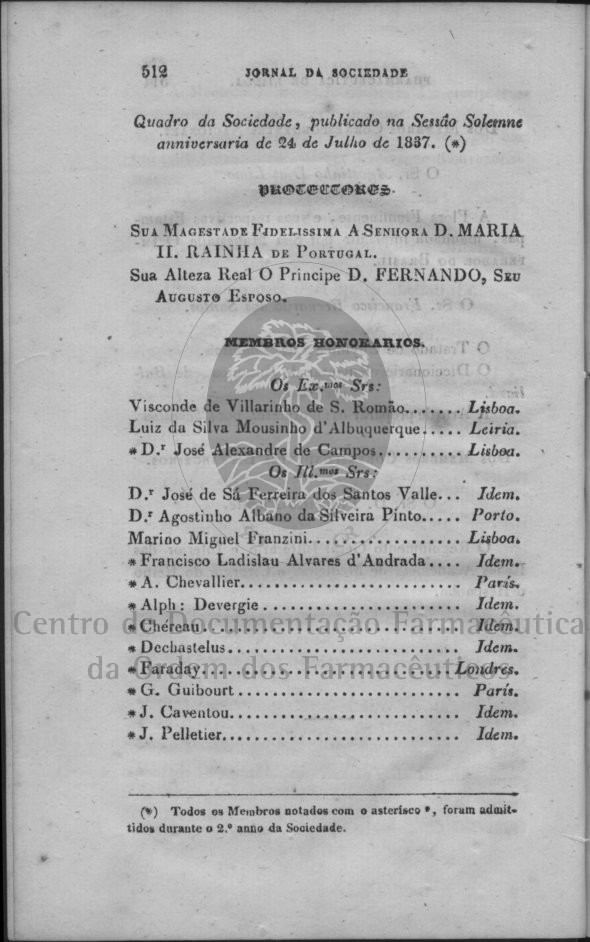 512 JORNAL DA SOCIEDADE
Quadro da Sociedade, publicado na Sessão Solemne
anniversaria de 24 de Julho de 1837. (*)
PROTECTORES.
SUA MAGESTADE FIDELISSIMA A SENHORA D. MARIA
II. RAINHA DE PORTUGAL.
Sua Alteza Real O Principe D. FERNANDO, SEU
AUGUSTO ESPOSO.
MEMBROS HONORARIOS.
Os Ex.mos Srs:
Visconde de Villarinho de S. Romão....... Lisboa.
Luiz da Silva Mousinho d'Albuquerque..... Leiria.
* D.r José Alexandre de Campos.......... Lisboa.
Os Ill.mos Srs:
D.r José de Sá Ferreira dos Santos Valle... Idem.
D.r Agostinho Albano da Silveira Pinto..... Porto.
Marino Miguel Franzini.................. Lisboa.
* Francisco Ladislau Alvares d'Andrada.... Idem.
* A. Chevallier.......................... Paris.
* Alph: Devergie........................ Idem.
* Chéreau............................... Idem.
* Dechastelus............................ Idem.
* Faraday............................... Londres.
* G. Guibourt........................... Paris.
* J. Caventou............................ Idem.
* J. Pelletier............................. Idem.
(*) Todos os Membros notados com o asterisco *, foram admit-
tidos durante o 2.º anno da Sociedade.
Centro de Documentação Farmacêutica
da Ordem dos Farmacêuticos